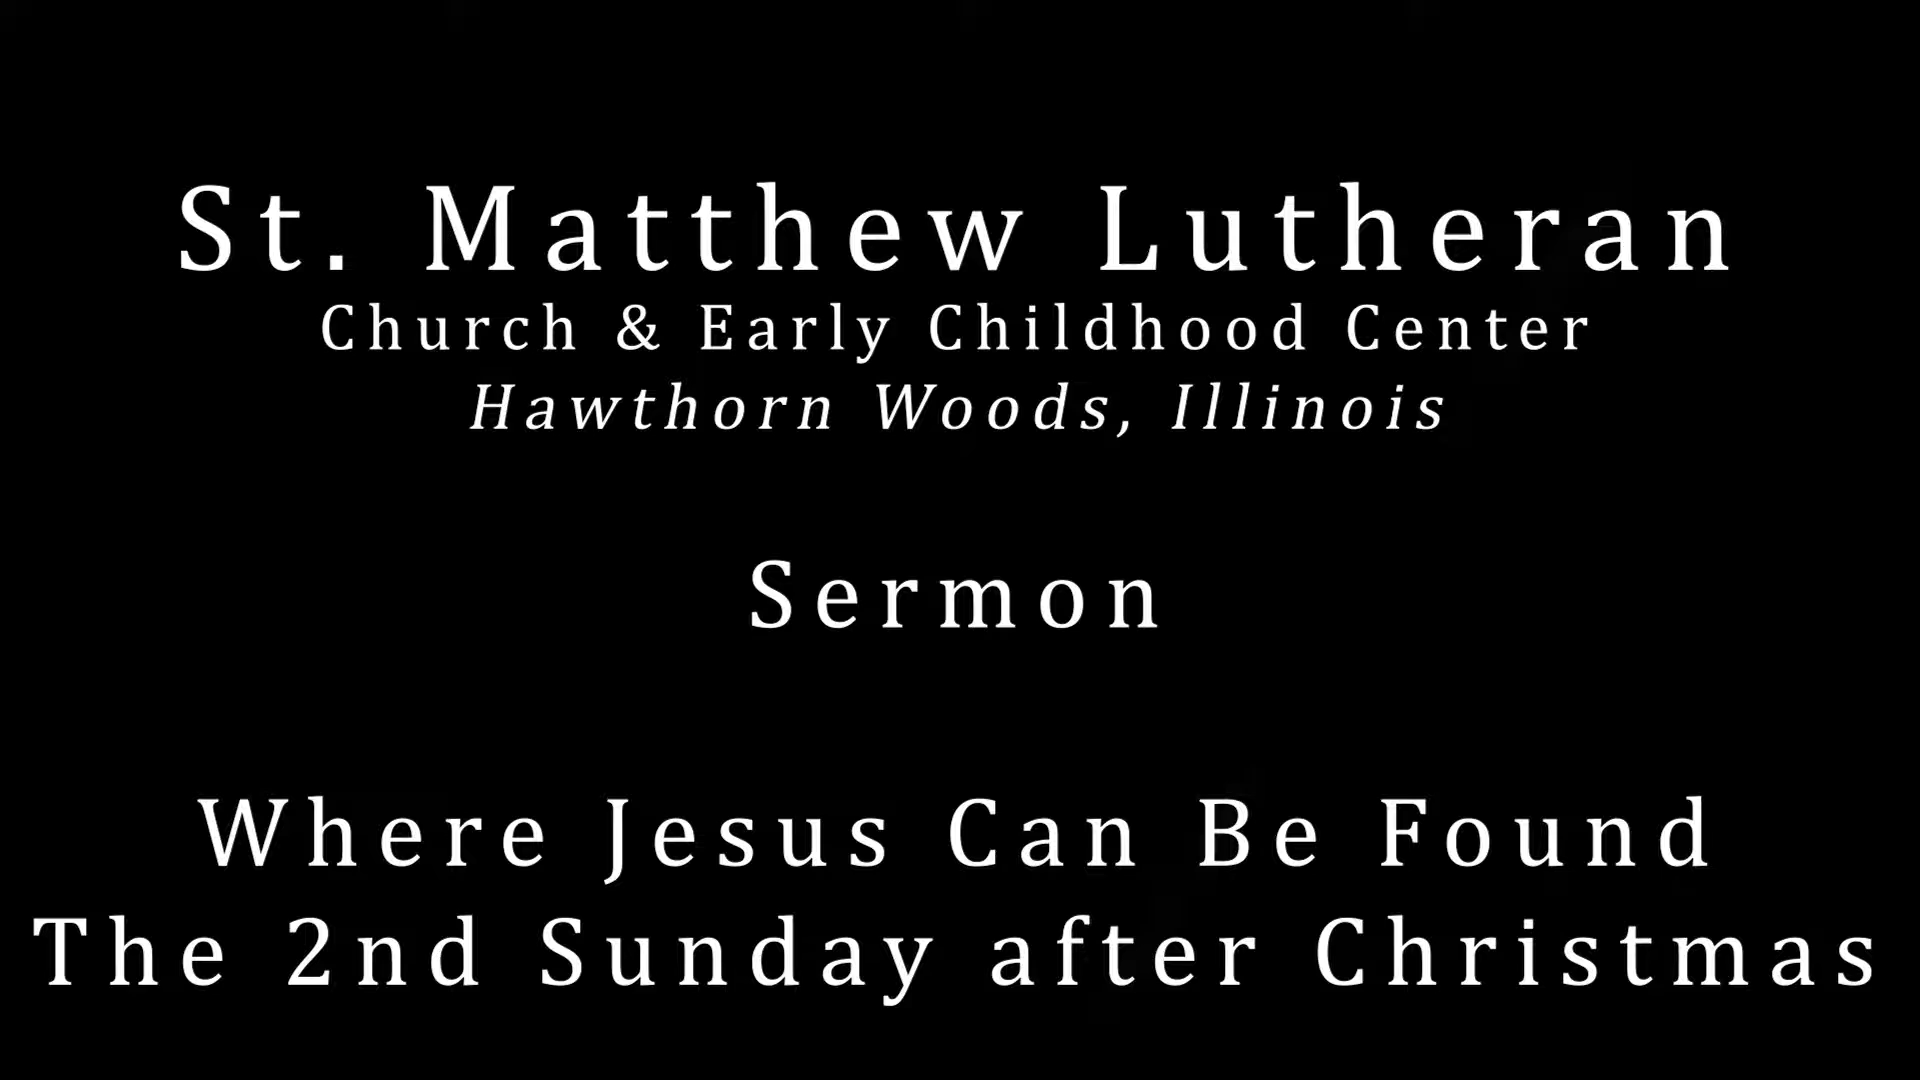 St. Matthew Lutheran
Church & Early Childhood Center
Hawthorn Woods, Illinois
Sermon
Where Jesus Can Be Found
The 2nd Sunday after Christmas